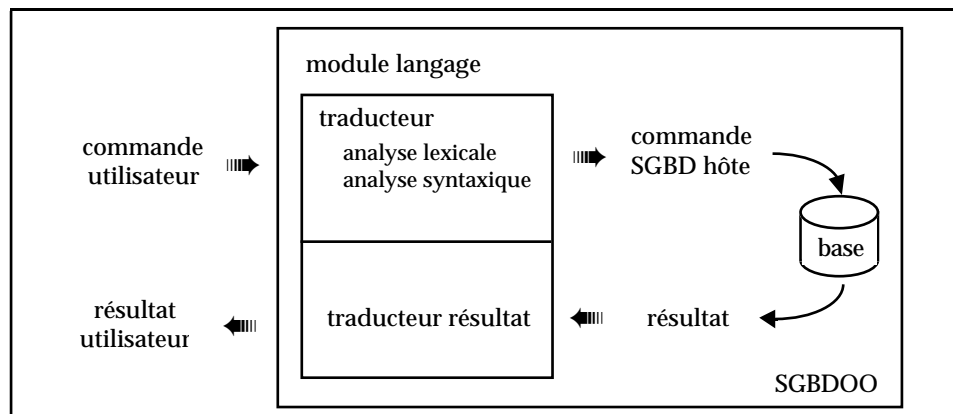 module langage
traducteur
analyse lexicale
analyse syntaxique
commande
utilisateur
commande
SGBD hôte
base
résultat
utilisateur
traducteur résultat
résultat
SGBDOO